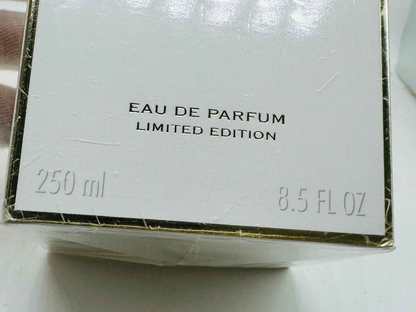 EAU DE PARFUM
LIMITED EDITION
250 ml
8.5 FL OZ